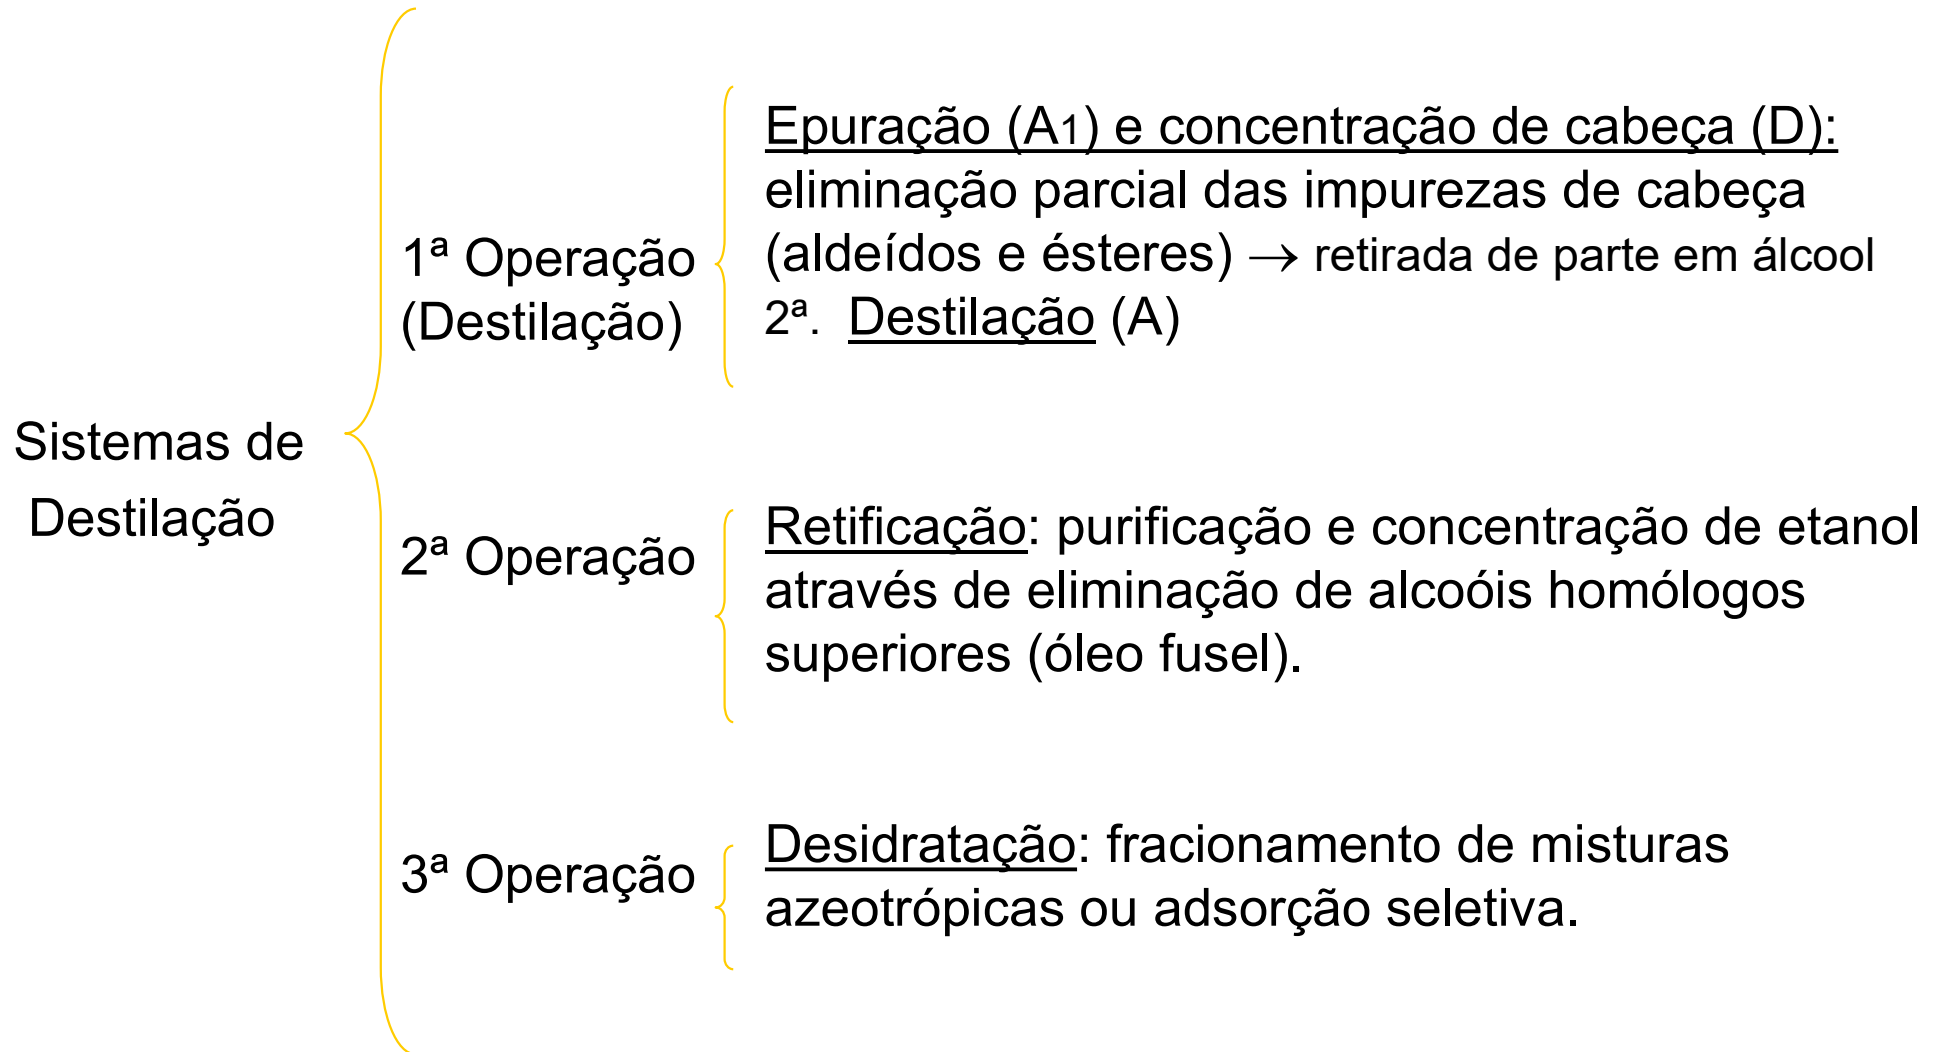 Sistemas de
Destilação
1ª Operação
(Destilação)
Epuração (A1) e concentração de cabeça (D):
eliminação parcial das impurezas de cabeça
(aldeídos e ésteres) → retirada de parte em álcool
2ª. Destilação (A)
2ª Operação
Retificação: purificação e concentração de etanol
através de eliminação de alcoóis homólogos
superiores (óleo fusel).
3ª Operação
Desidratação: fracionamento de misturas
azeotrópicas ou adsorção seletiva.